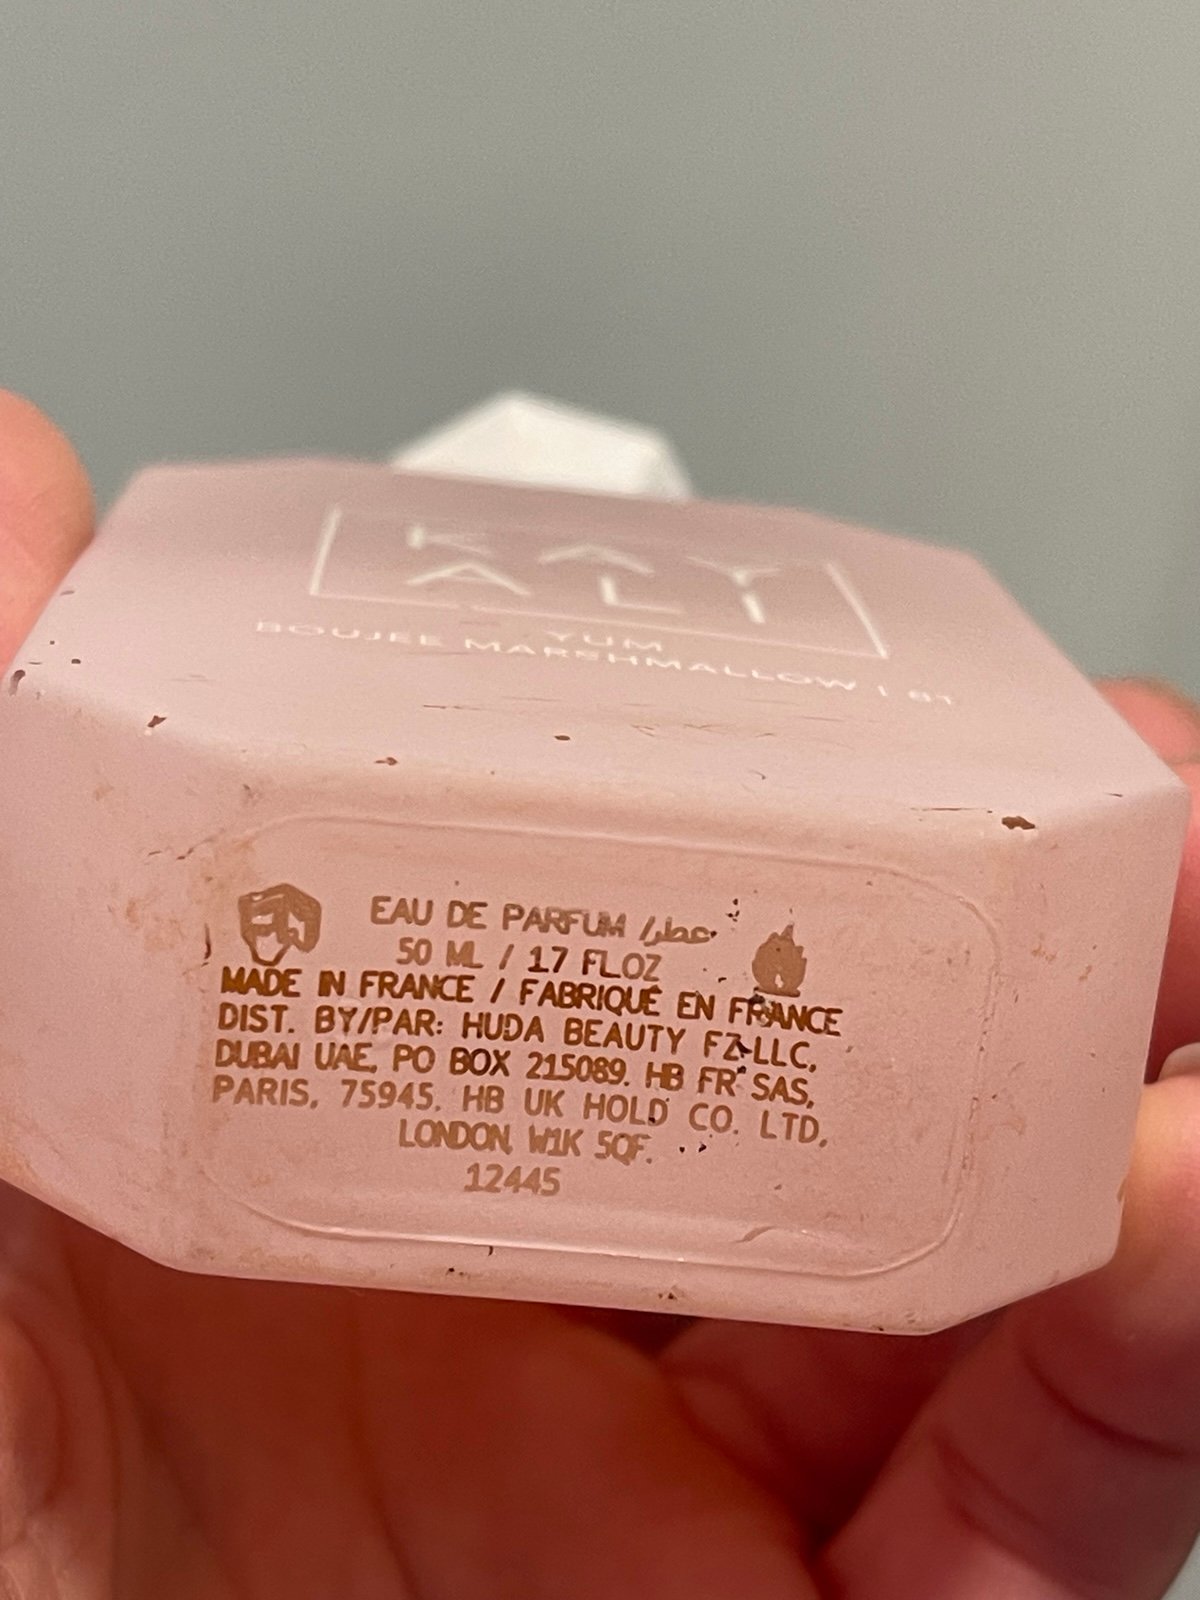 KAY
ALI
YUM
BOUJEE MARSHMALLOW | 81
EAU DE PARFUM / عطر
50 ML / 1.7 FL.OZ
MADE IN FRANCE / FABRIQUÉ EN FRANCE
DIST. BY/PAR: HUDA BEAUTY FZ-LLC,
DUBAI UAE, PO BOX 215089. HB FR SAS,
PARIS, 75945. HB UK HOLD CO. LTD,
LONDON, W1K 5QF.
12445